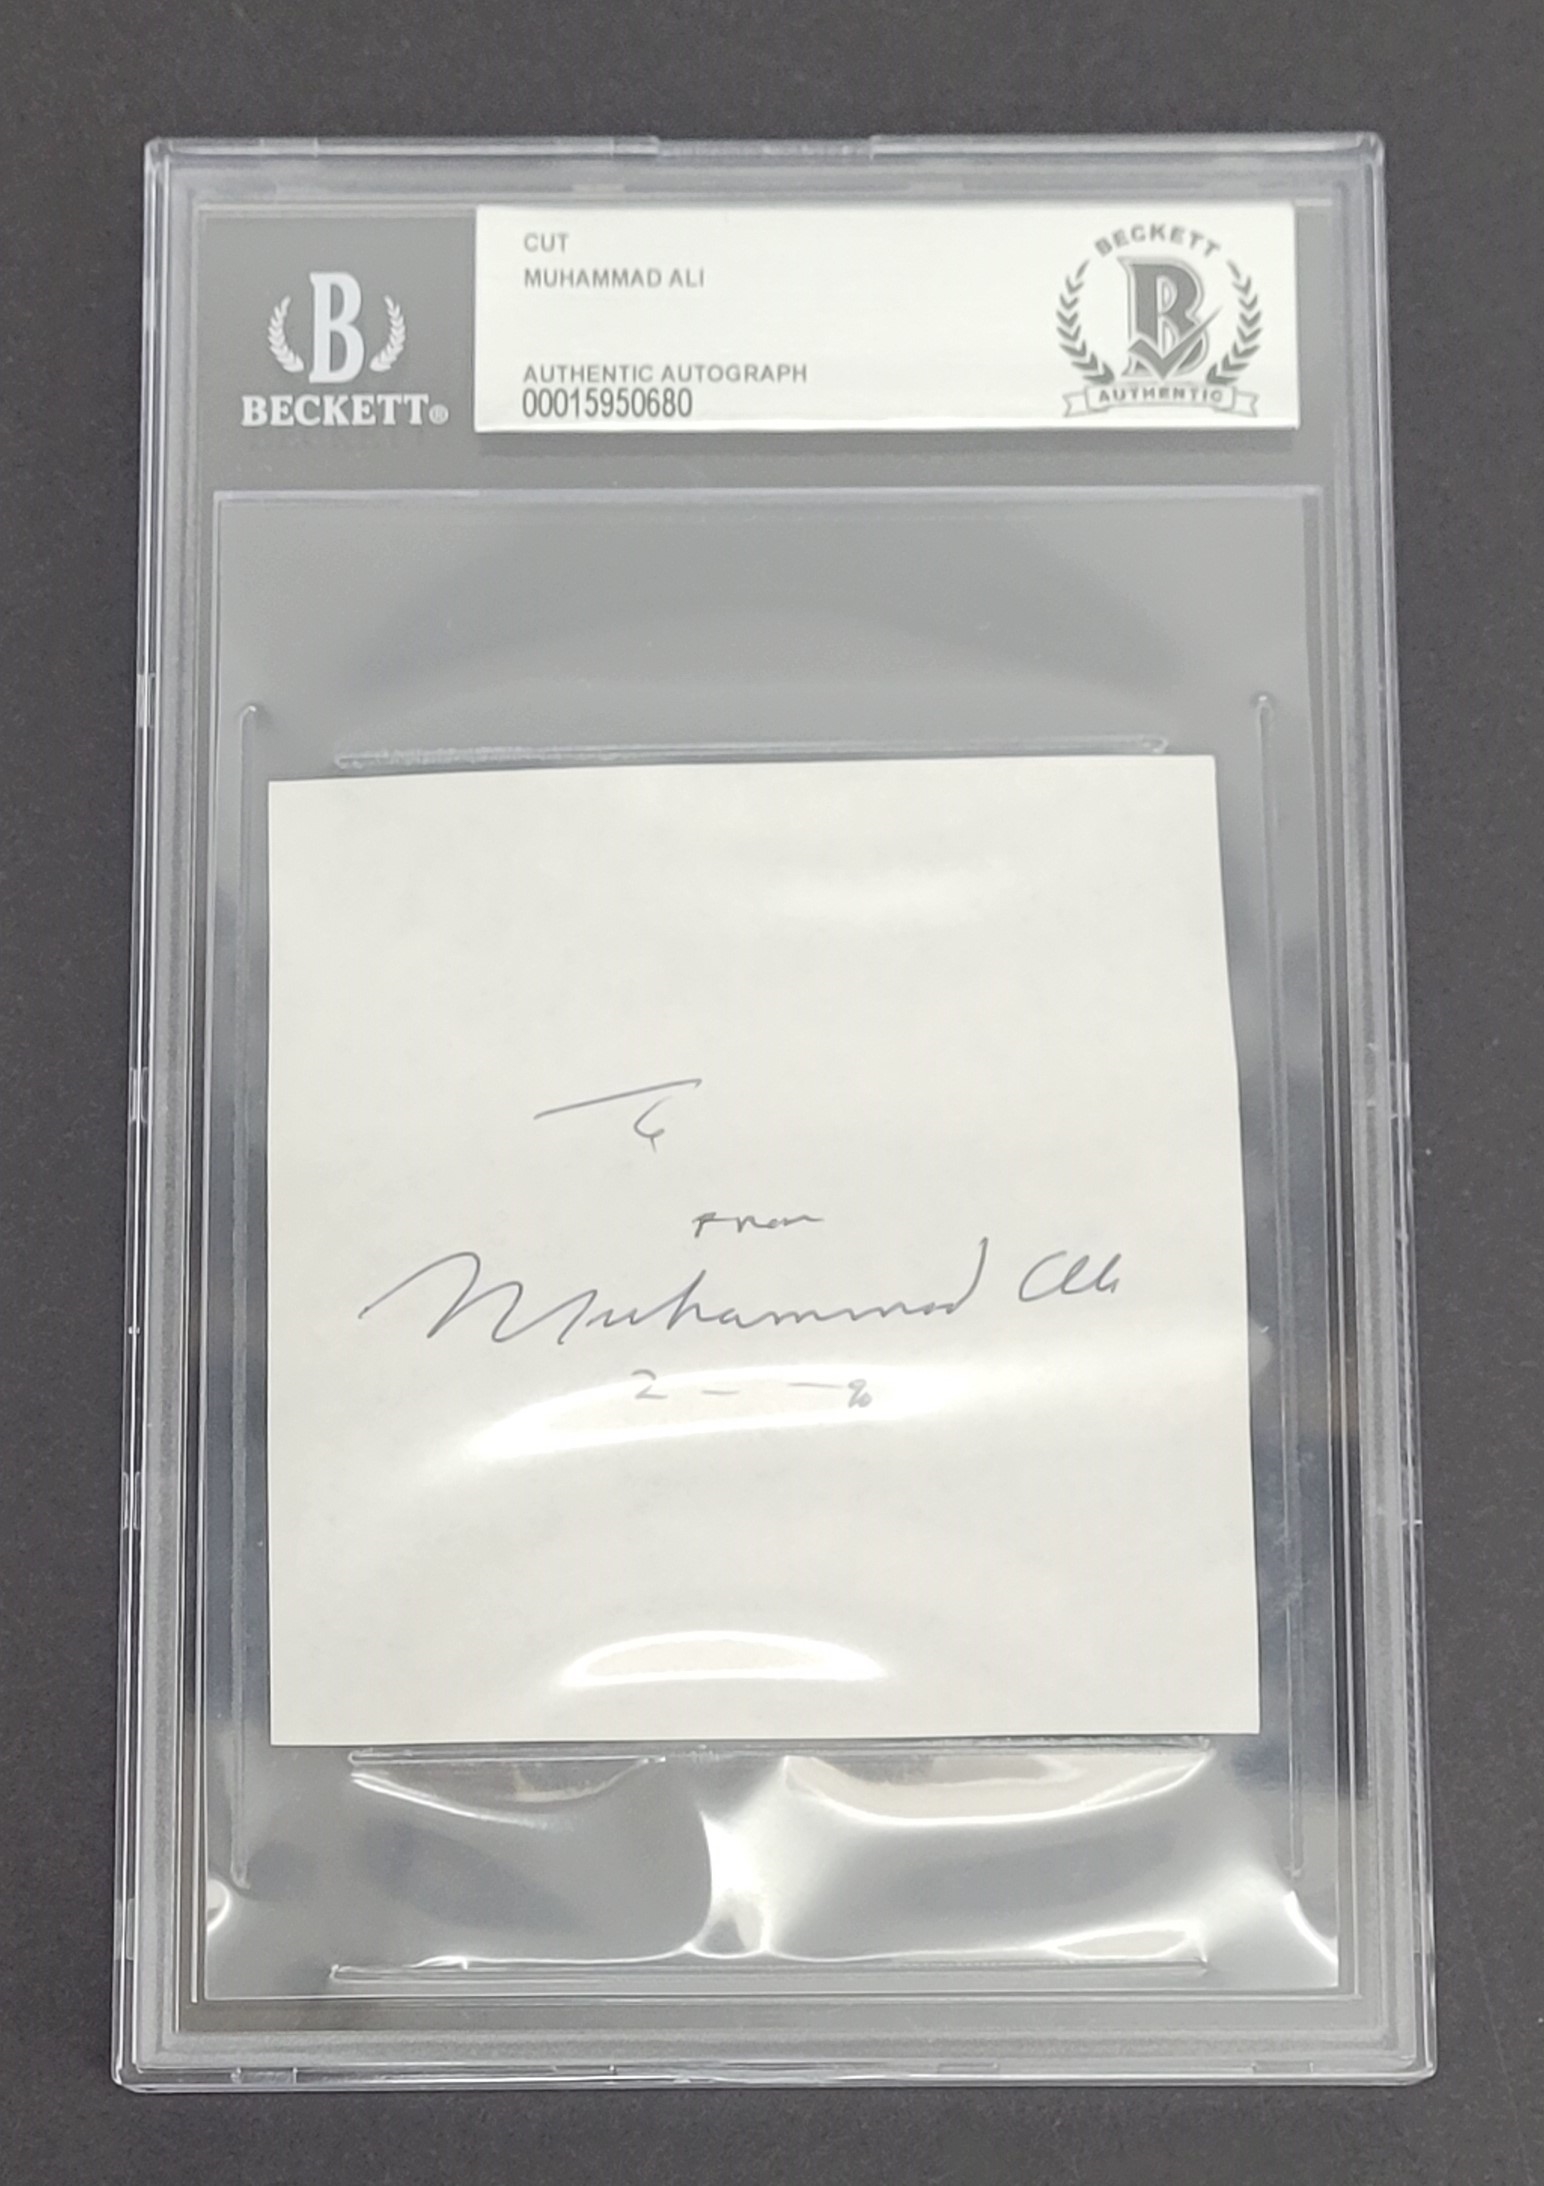 CUT
MUHAMMAD ALI
AUTHENTIC AUTOGRAPH
00015950680
B
BECKETT®
BECKETT
B
AUTHENTIC
To
From
Muhammad Ali